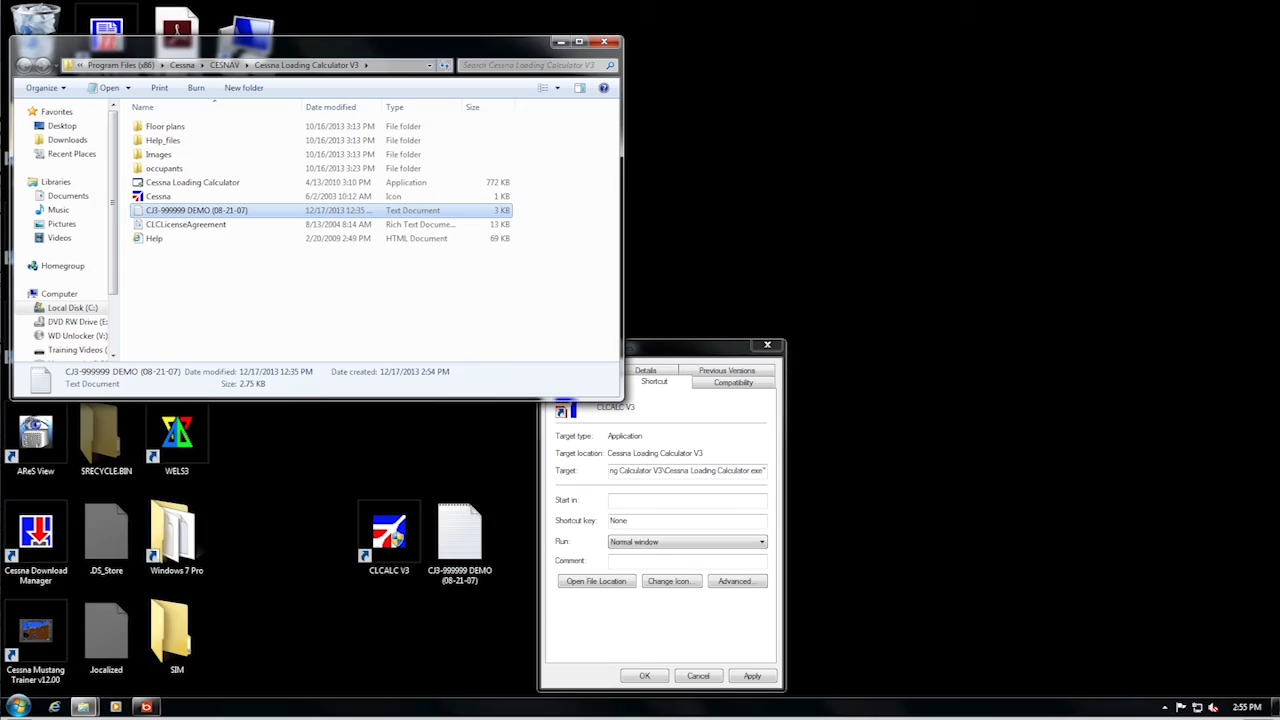 Program Files (x86) Cessna CESNAV Cessna Loading Calculator V3
Search Cessna Loading Calculator V3
Organize Open Print Burn New folder
Name Date modified Type Size
Favorites
Desktop
Downloads
Recent Places
Libraries
Documents
Music
Pictures
Videos
Homegroup
Computer
Local Disk (C:)
DVD RW Drive (E:
WD Unlocker (V:)
Training Videos (
Floor plans 10/16/2013 3:13 PM File folder
Help_files 10/16/2013 3:13 PM File folder
Images 10/16/2013 3:13 PM File folder
occupants 10/16/2013 3:23 PM File folder
Cessna Loading Calculator 4/13/2010 3:10 PM Application 772 KB
Cessna 6/2/2003 10:12 AM Icon 1 KB
CJ3-999999 DEMO (08-21-07) 12/17/2013 12:35 ... Text Document 3 KB
CLCLicenseAgreement 8/13/2004 8:14 AM Rich Text Docume... 13 KB
Help 2/20/2009 2:49 PM HTML Document 69 KB
CJ3-999999 DEMO (08-21-07) Date modified: 12/17/2013 12:35 PM Date created: 12/17/2013 2:54 PM
Text Document Size: 2.75 KB
Details Previous Versions
Shortcut Compatibility
CLCALC V3
Target type: Application
Target location: Cessna Loading Calculator V3
Target: ng Calculator V3\Cessna Loading Calculator.exe"
Start in:
Shortcut key: None
Run: Normal window
Comment:
Open File Location Change Icon... Advanced...
OK Cancel Apply
AReS View
$RECYCLE.BIN
WELS3
Cessna Download
Manager
.DS_Store
Windows 7 Pro
CLCALC V3
CJ3-999999 DEMO
(08-21-07)
Cessna Mustang
Trainer v12.00
.localized
SIM
2:55 PM